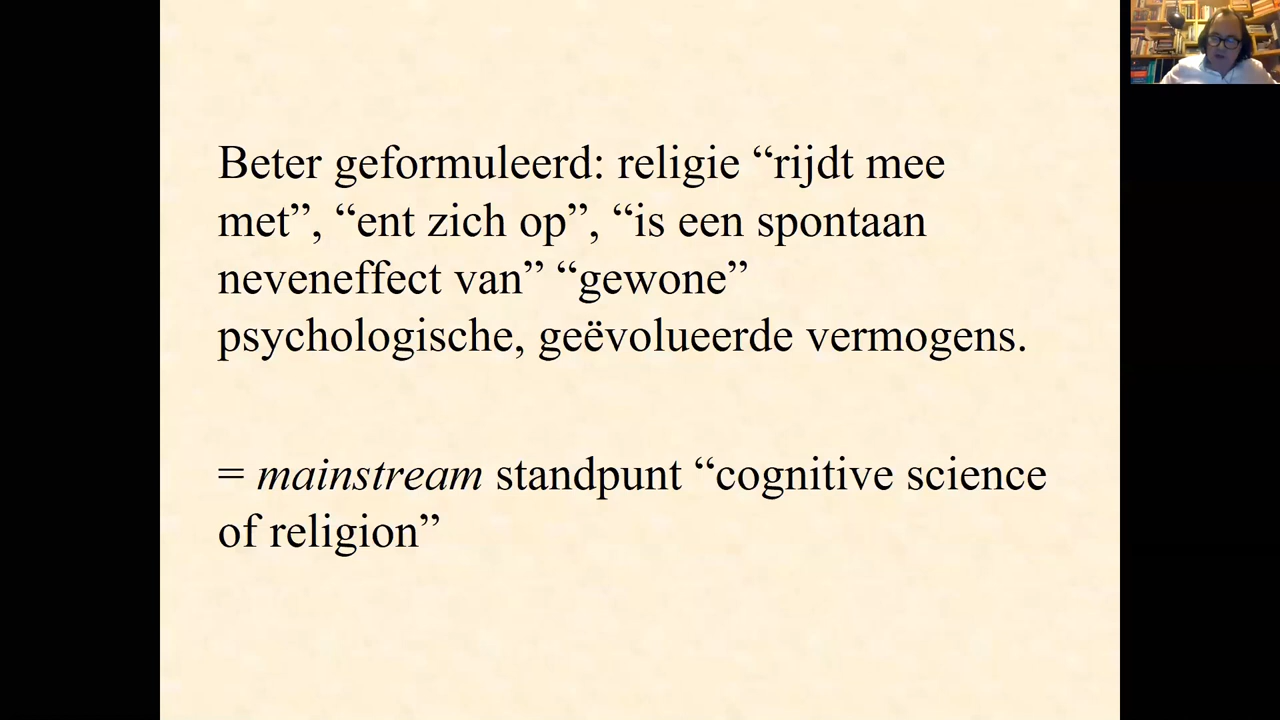 Beter geformuleerd: religie “rijdt mee
met”, “ent zich op”, “is een spontaan
neveneffect van” “gewone”
psychologische, geëvolueerde vermogens.
= mainstream standpunt “cognitive science
of religion”